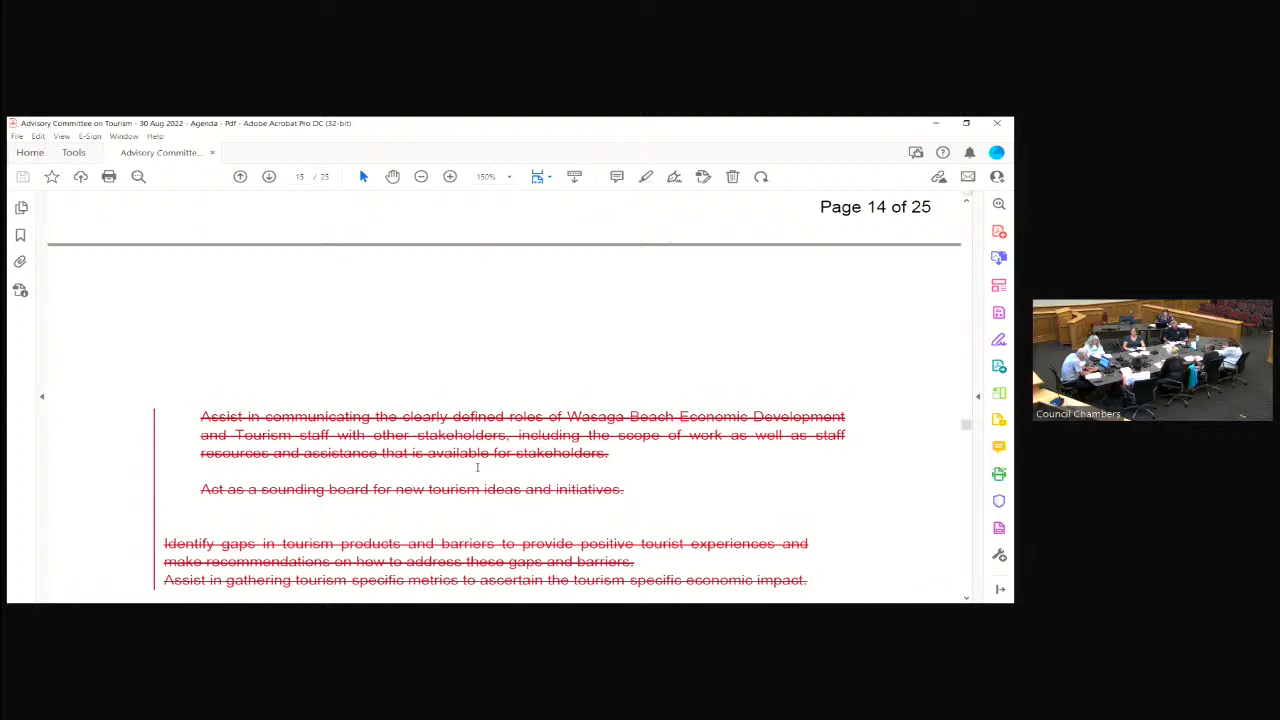 Advisory Committee on Tourism - 30 Aug 2022 - Agenda - Pdf - Adobe Acrobat Pro DC (32-bit)
File Edit View E-Sign Window Help
Home Tools Advisory Committe... ×
15 / 25 150%
Page 14 of 25
Assist in communicating the clearly defined roles of Wasaga Beach Economic Development
and Tourism staff with other stakeholders, including the scope of work as well as staff
resources and assistance that is available for stakeholders.
Act as a sounding board for new tourism ideas and initiatives.
Identify gaps in tourism products and barriers to provide positive tourist experiences and
make recommendations on how to address these gaps and barriers.
Assist in gathering tourism specific metrics to ascertain the tourism specific economic impact.
Council Chambers